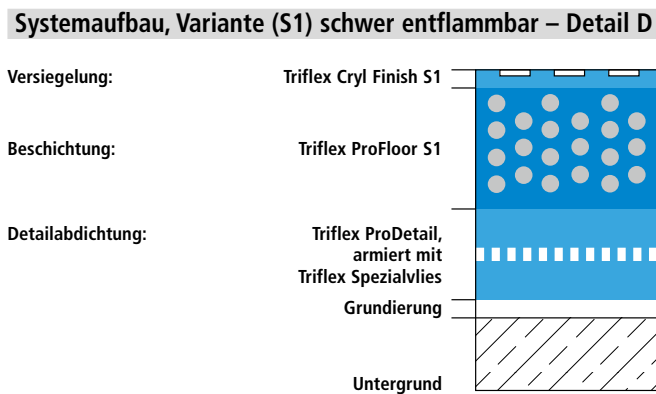 Systemaufbau, Variante (S1) schwer entflammbar – Detail D
Versiegelung: Triflex Cryl Finish S1
Beschichtung: Triflex ProFloor S1
Detailabdichtung: Triflex ProDetail,
armiert mit
Triflex Spezialvlies
Grundierung
Untergrund